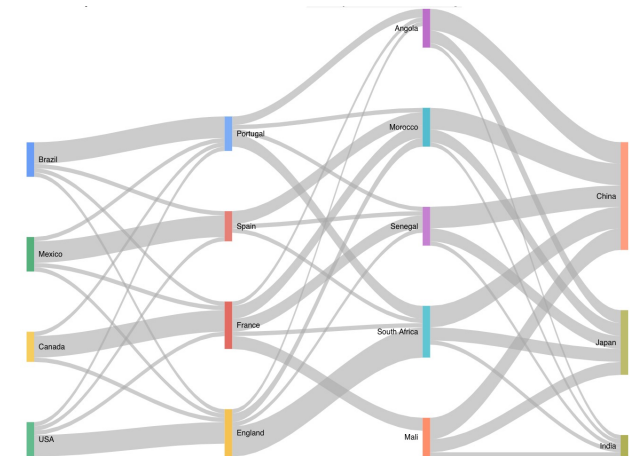 Angola
Portugal
Morocco
Brazil
China
Spain
Senegal
Mexico
France
South Africa
Canada
Japan
England
Mali
USA
India